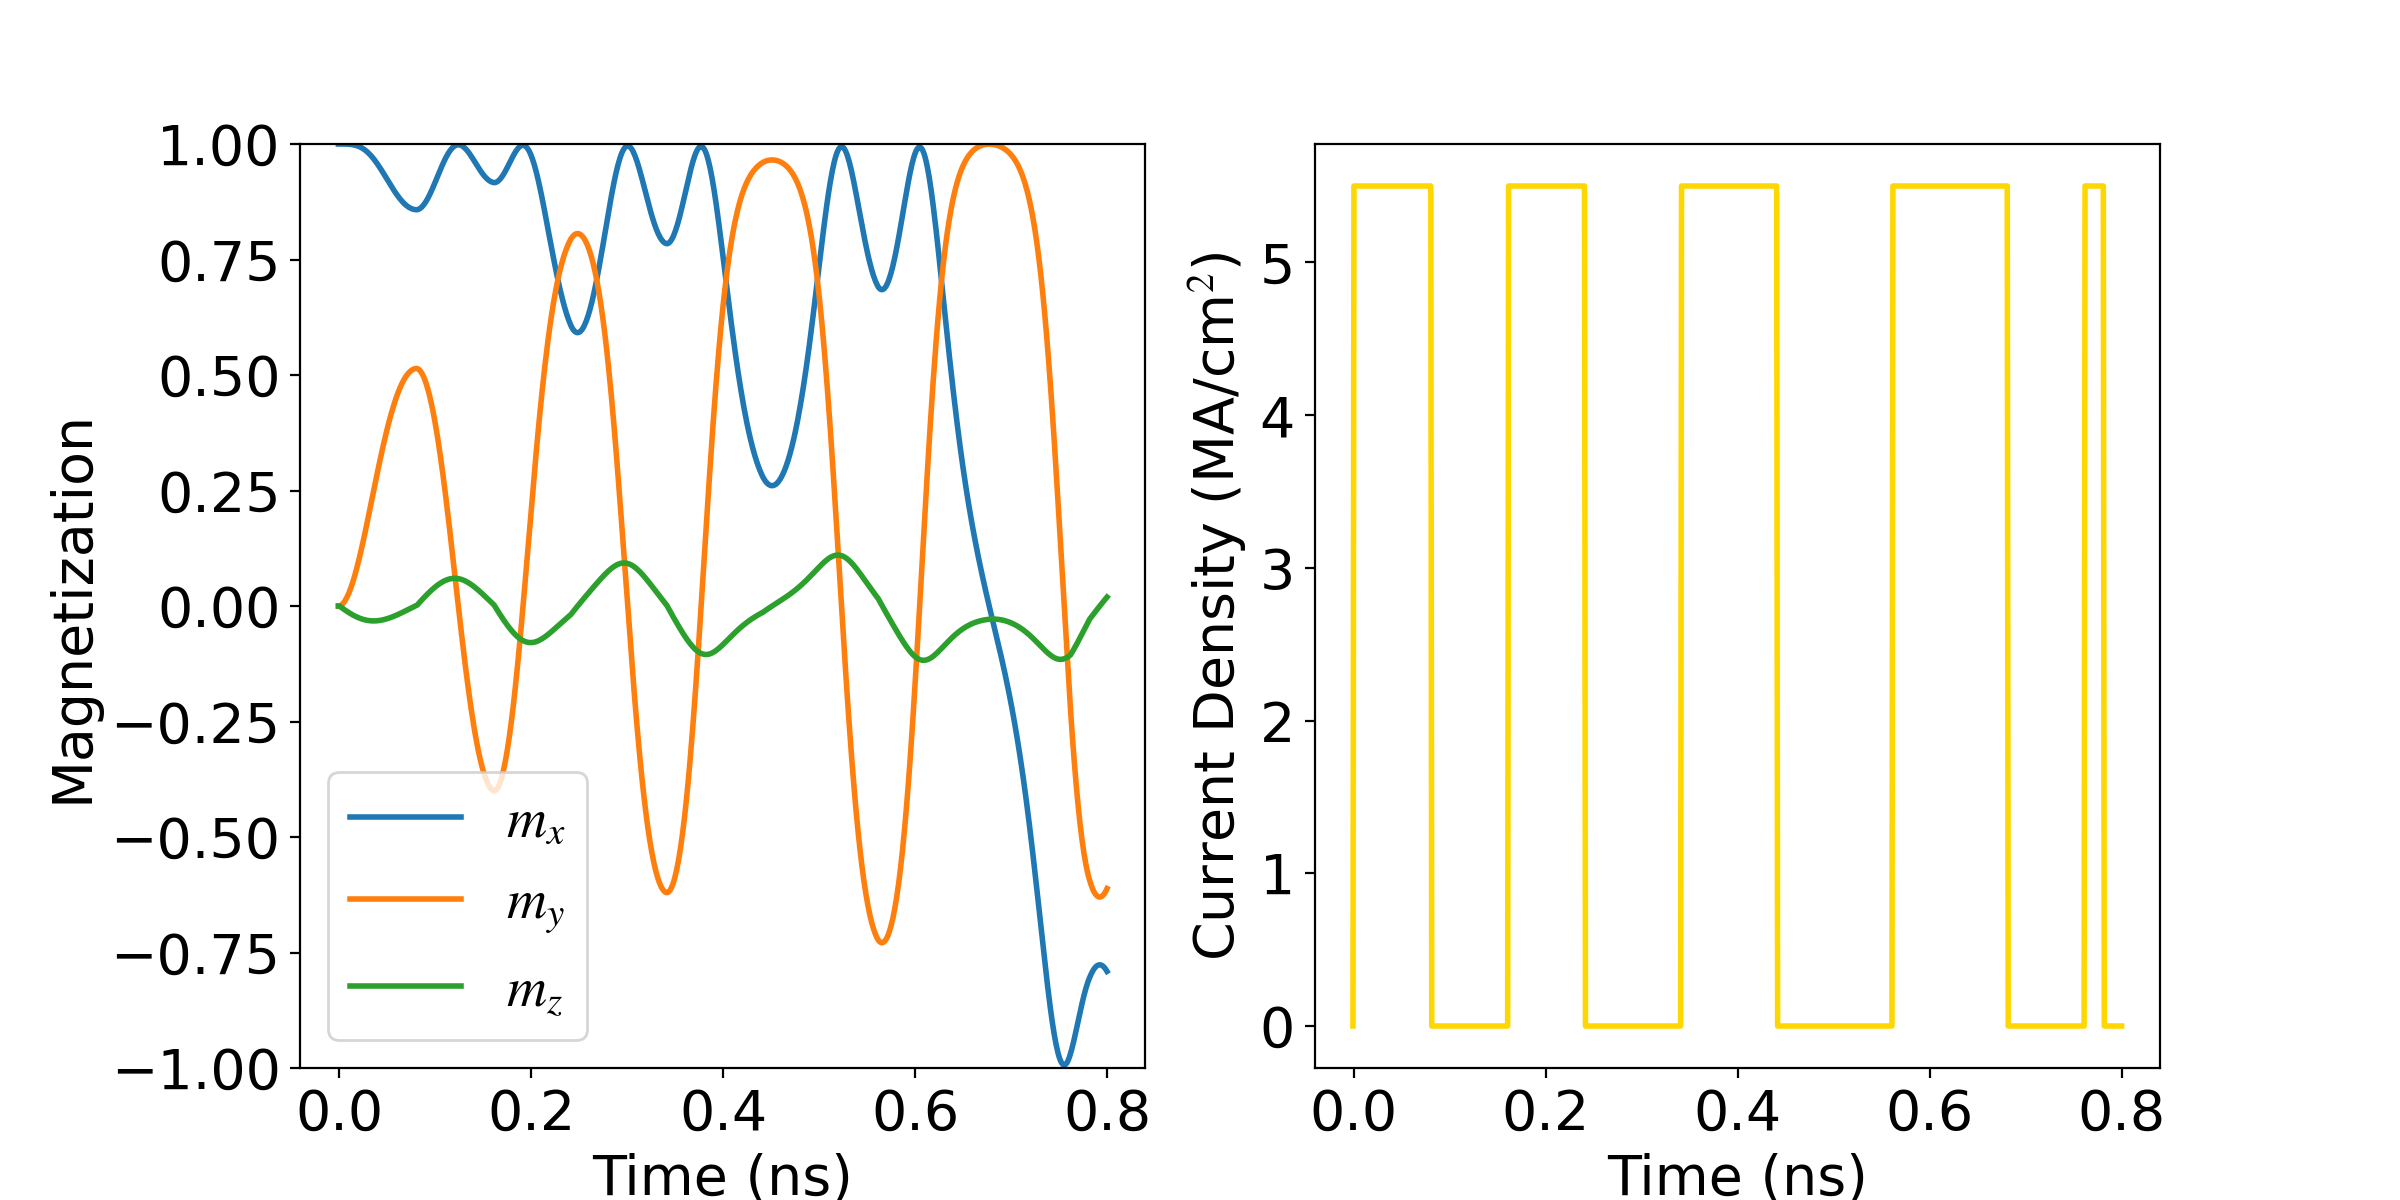 Magnetization
1.00
0.75
0.50
0.25
0.00
−0.25
−0.50
−0.75
−1.00
m_x
m_y
m_z
0.0 0.2 0.4 0.6 0.8
Time (ns)
Current Density (MA/cm²)
5
4
3
2
1
0
0.0 0.2 0.4 0.6 0.8
Time (ns)